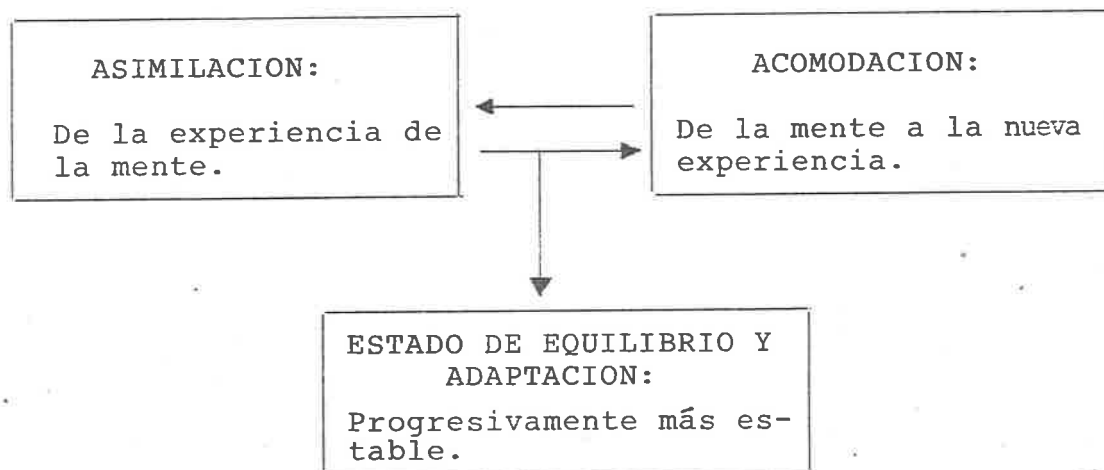 ASIMILACION:
De la experiencia de
la mente.
ACOMODACION:
De la mente a la nueva
experiencia.
ESTADO DE EQUILIBRIO Y
ADAPTACION:
Progresivamente más es-
table.